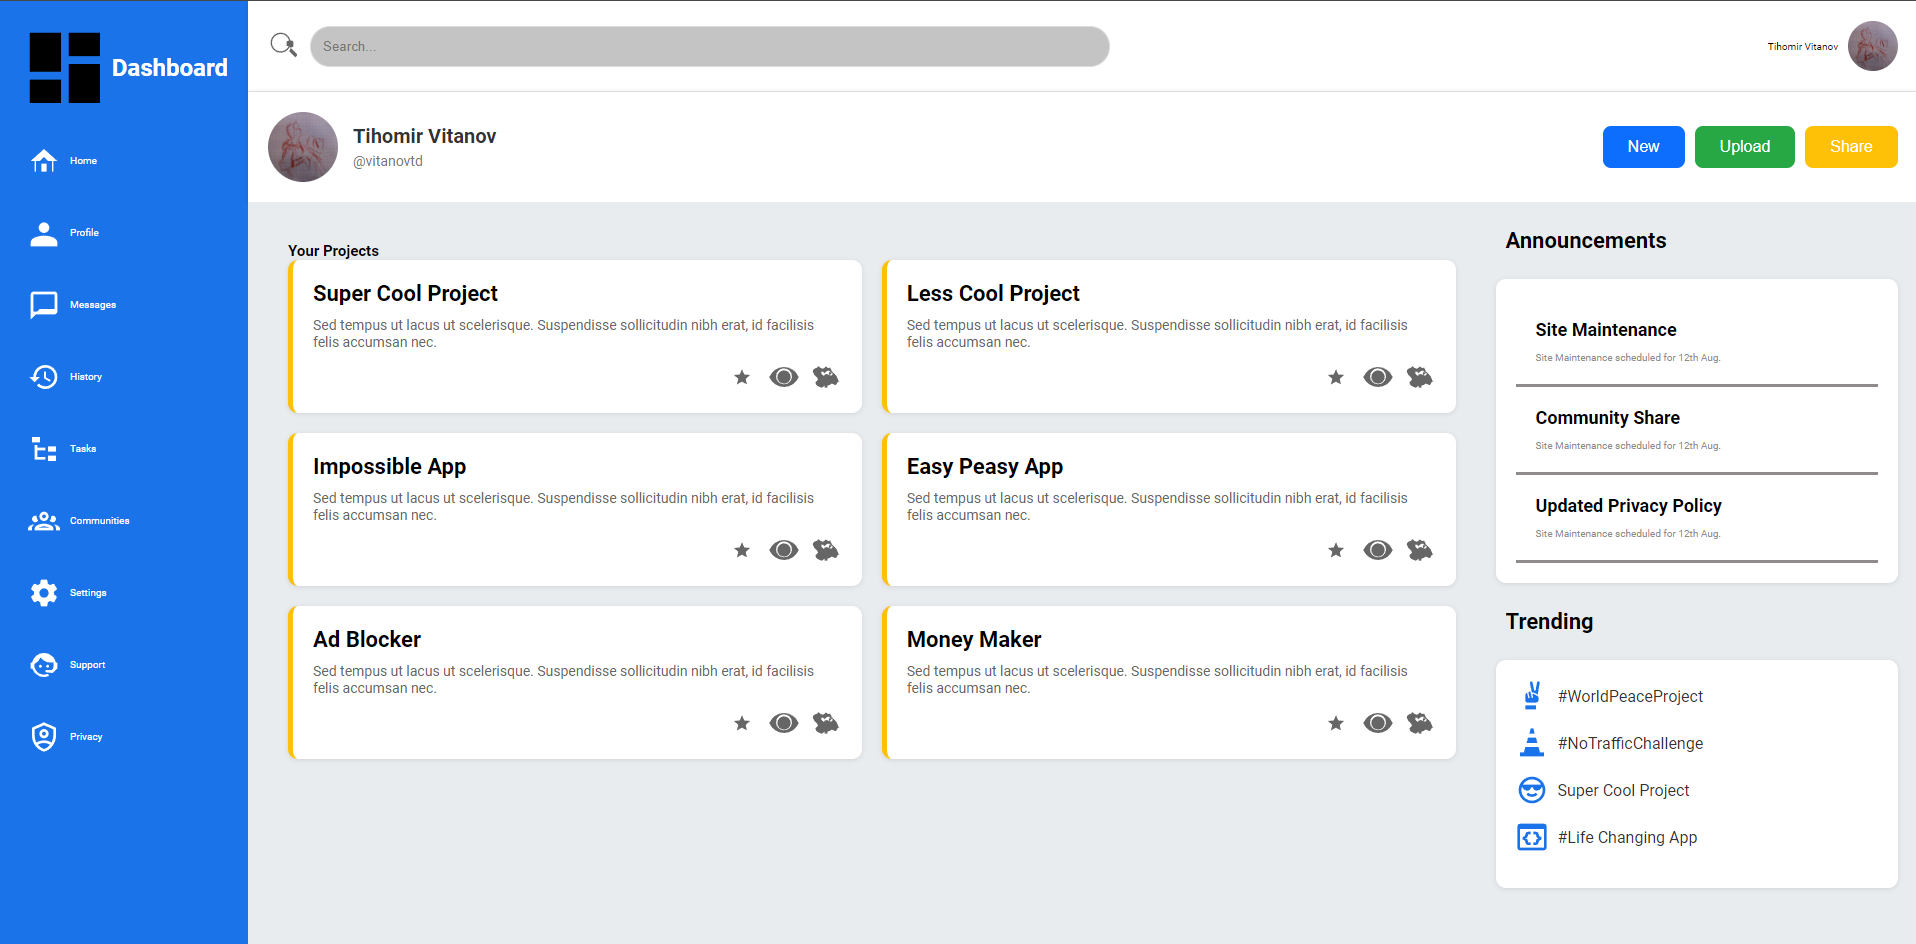 Dashboard
Home
Profile
Messages
History
Tasks
Communities
Settings
Support
Privacy
Search...
Tihomir Vitanov
Tihomir Vitanov
@vitanovtd
New
Upload
Share
Your Projects
Super Cool Project
Sed tempus ut lacus ut scelerisque. Suspendisse sollicitudin nibh erat, id facilisis
felis accumsan nec.
Less Cool Project
Sed tempus ut lacus ut scelerisque. Suspendisse sollicitudin nibh erat, id facilisis
felis accumsan nec.
Impossible App
Sed tempus ut lacus ut scelerisque. Suspendisse sollicitudin nibh erat, id facilisis
felis accumsan nec.
Easy Peasy App
Sed tempus ut lacus ut scelerisque. Suspendisse sollicitudin nibh erat, id facilisis
felis accumsan nec.
Ad Blocker
Sed tempus ut lacus ut scelerisque. Suspendisse sollicitudin nibh erat, id facilisis
felis accumsan nec.
Money Maker
Sed tempus ut lacus ut scelerisque. Suspendisse sollicitudin nibh erat, id facilisis
felis accumsan nec.
Announcements
Site Maintenance
Site Maintenance scheduled for 12th Aug.
Community Share
Site Maintenance scheduled for 12th Aug.
Updated Privacy Policy
Site Maintenance scheduled for 12th Aug.
Trending
#WorldPeaceProject
#NoTrafficChallenge
Super Cool Project
#Life Changing App